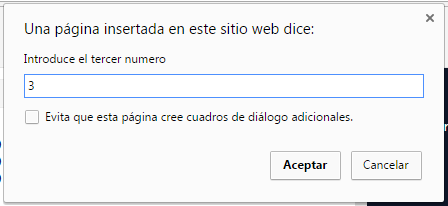 Una página insertada en este sitio web dice:
Introduce el tercer numero
3
Evita que esta página cree cuadros de diálogo adicionales.
Aceptar
Cancelar